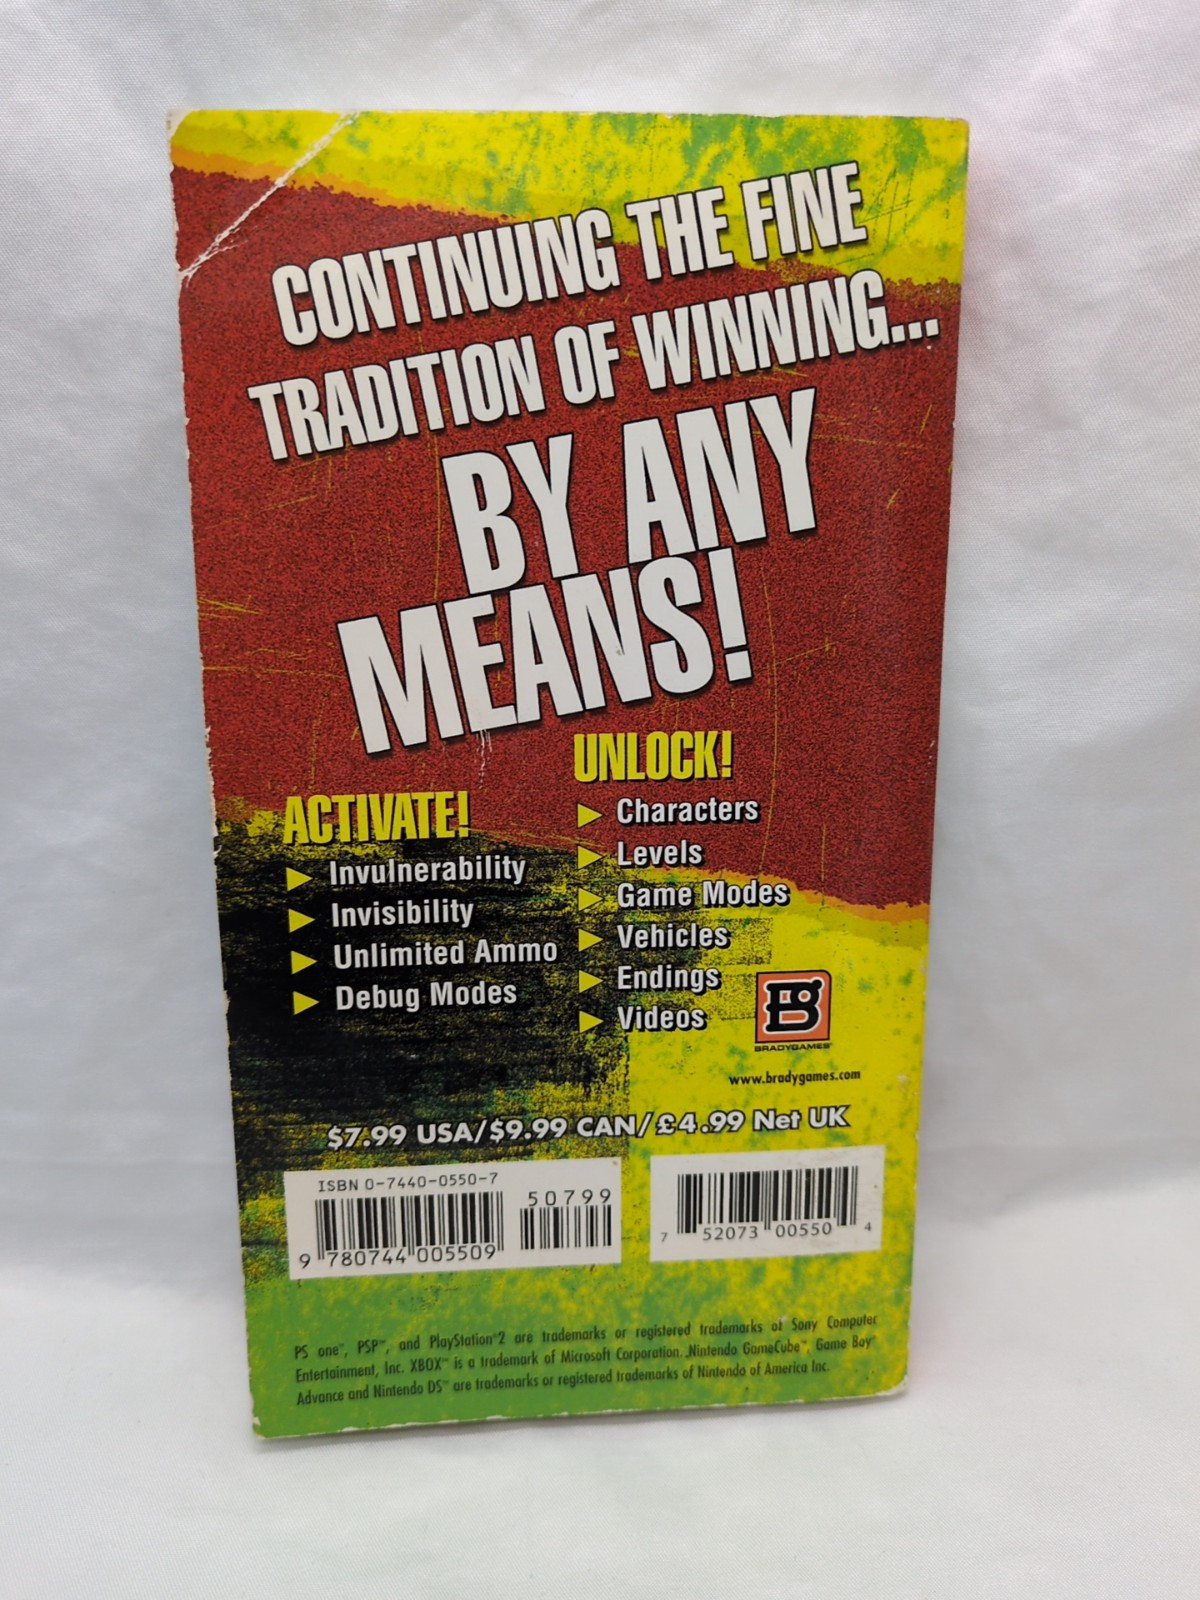 CONTINUING THE FINE
TRADITION OF WINNING...
BY ANY
MEANS!
ACTIVATE!
Invulnerability
Invisibility
Unlimited Ammo
Debug Modes
UNLOCK!
Characters
Levels
Game Modes
Vehicles
Endings
Videos
BG
BRADYGAMES®
www.bradygames.com
$7.99 USA/$9.99 CAN/£4.99 Net UK
ISBN 0-7440-0550-7
50799
9 780744 005509
7 52073 00550 4
PS one™, PSP™, and PlayStation®2 are trademarks or registered trademarks of Sony Computer
Entertainment, Inc. XBOX™ is a trademark of Microsoft Corporation. Nintendo GameCube™, Game Boy®
Advance and Nintendo DS™ are trademarks or registered trademarks of Nintendo of America Inc.